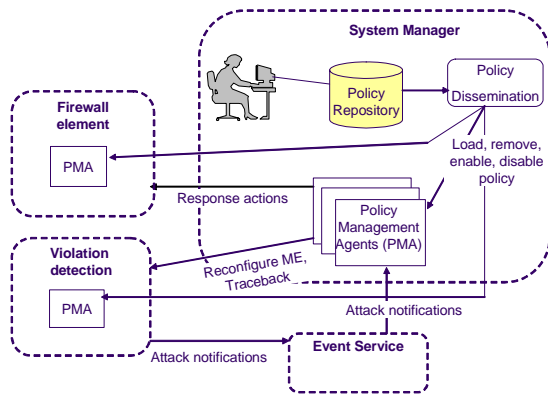 System Manager
Policy
Repository
Policy
Dissemination
Firewall
element
PMA
Load, remove,
enable, disable
policy
Response actions
Policy
Management
Agents (PMA)
Violation
detection
PMA
Reconfigure ME,
Traceback
Attack notifications
Attack notifications
Event Service